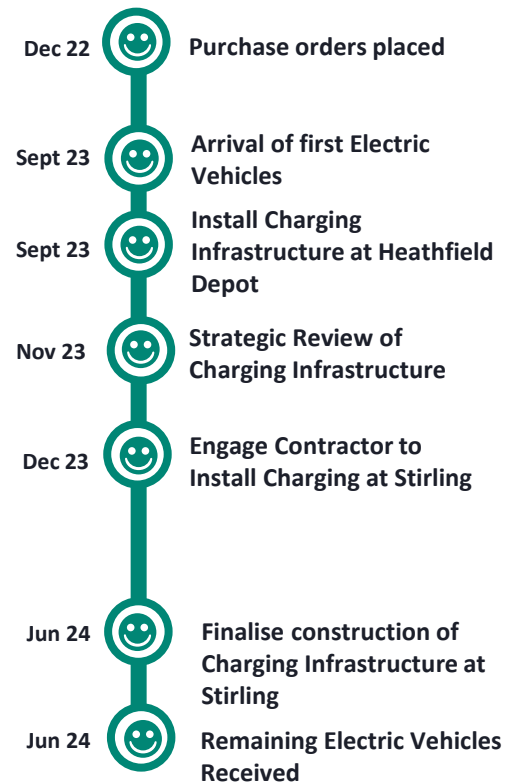 Dec 22
Purchase orders placed
Sept 23
Arrival of first Electric
Vehicles
Sept 23
Install Charging
Infrastructure at Heathfield
Depot
Nov 23
Strategic Review of
Charging Infrastructure
Dec 23
Engage Contractor to
Install Charging at Stirling
Jun 24
Finalise construction of
Charging Infrastructure at
Stirling
Jun 24
Remaining Electric Vehicles
Received